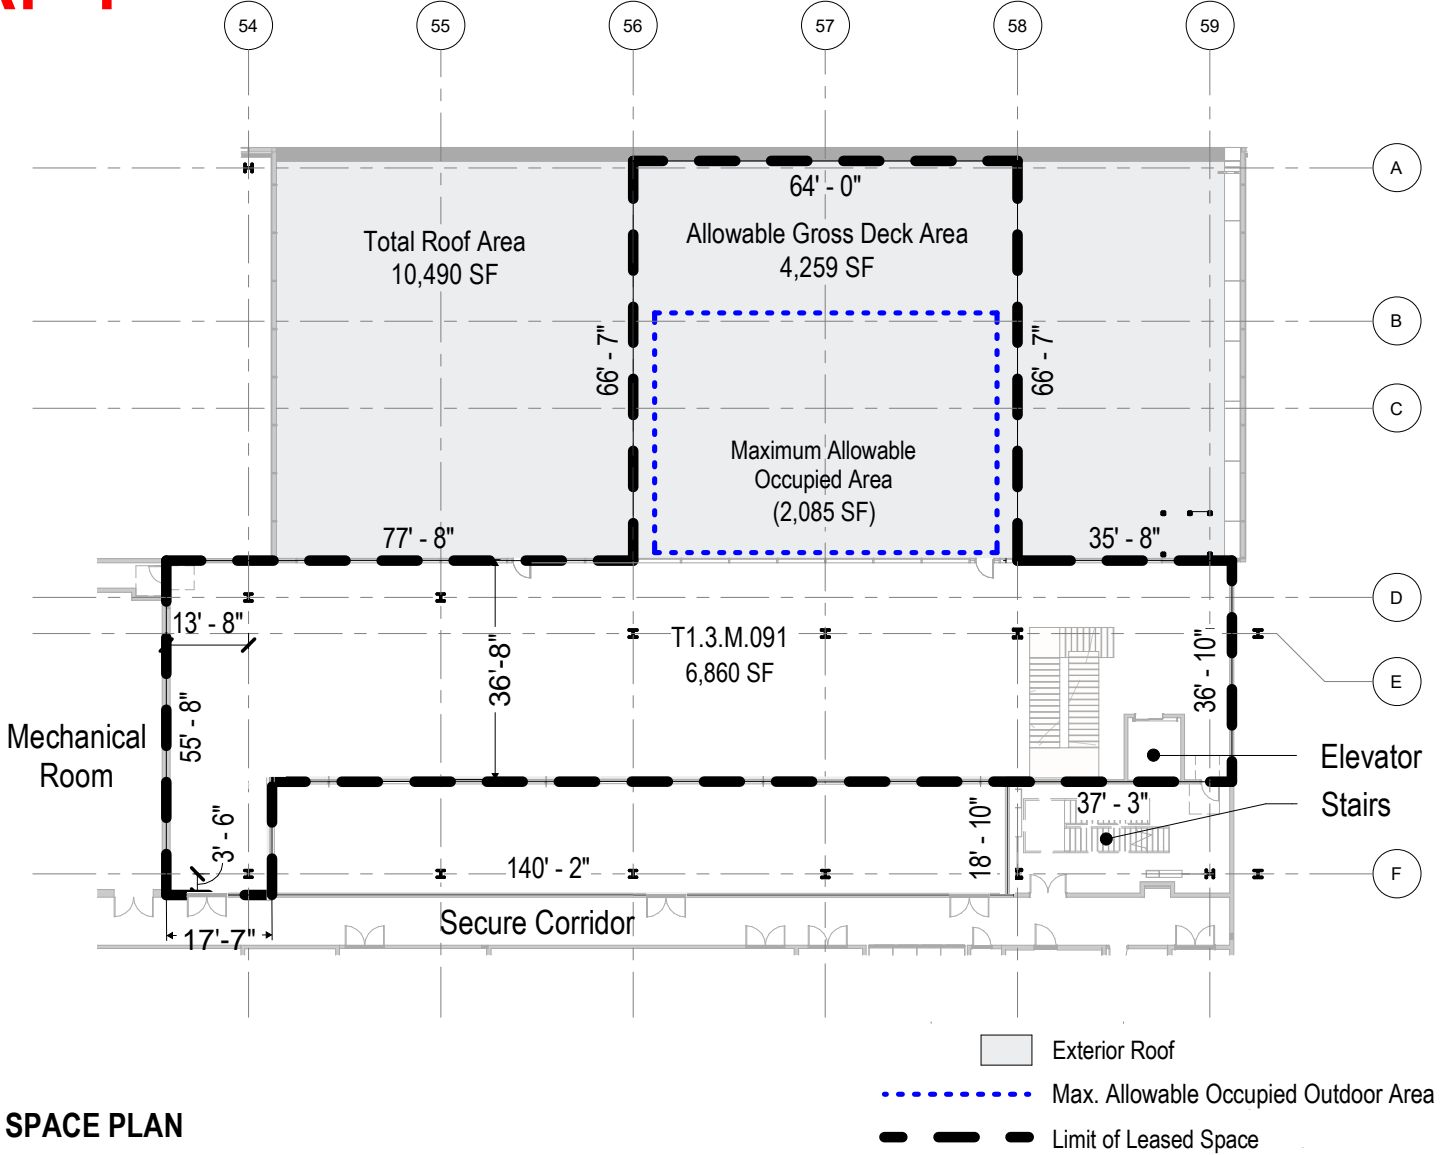 54
55
56
57
58
59
A
64' - 0"
Total Roof Area
10,490 SF
Allowable Gross Deck Area
4,259 SF
B
66' - 7"
66' - 7"
C
Maximum Allowable
Occupied Area
(2,085 SF)
77' - 8"
35' - 8"
D
13' - 8"
T1.3.M.091
6,860 SF
36'-8"
36' - 10"
E
55' - 8"
Mechanical
Room
Elevator
Stairs
37' - 3"
3' - 6"
18' - 10"
140' - 2"
F
Secure Corridor
17'-7"
Exterior Roof
Max. Allowable Occupied Outdoor Area
Limit of Leased Space
SPACE PLAN